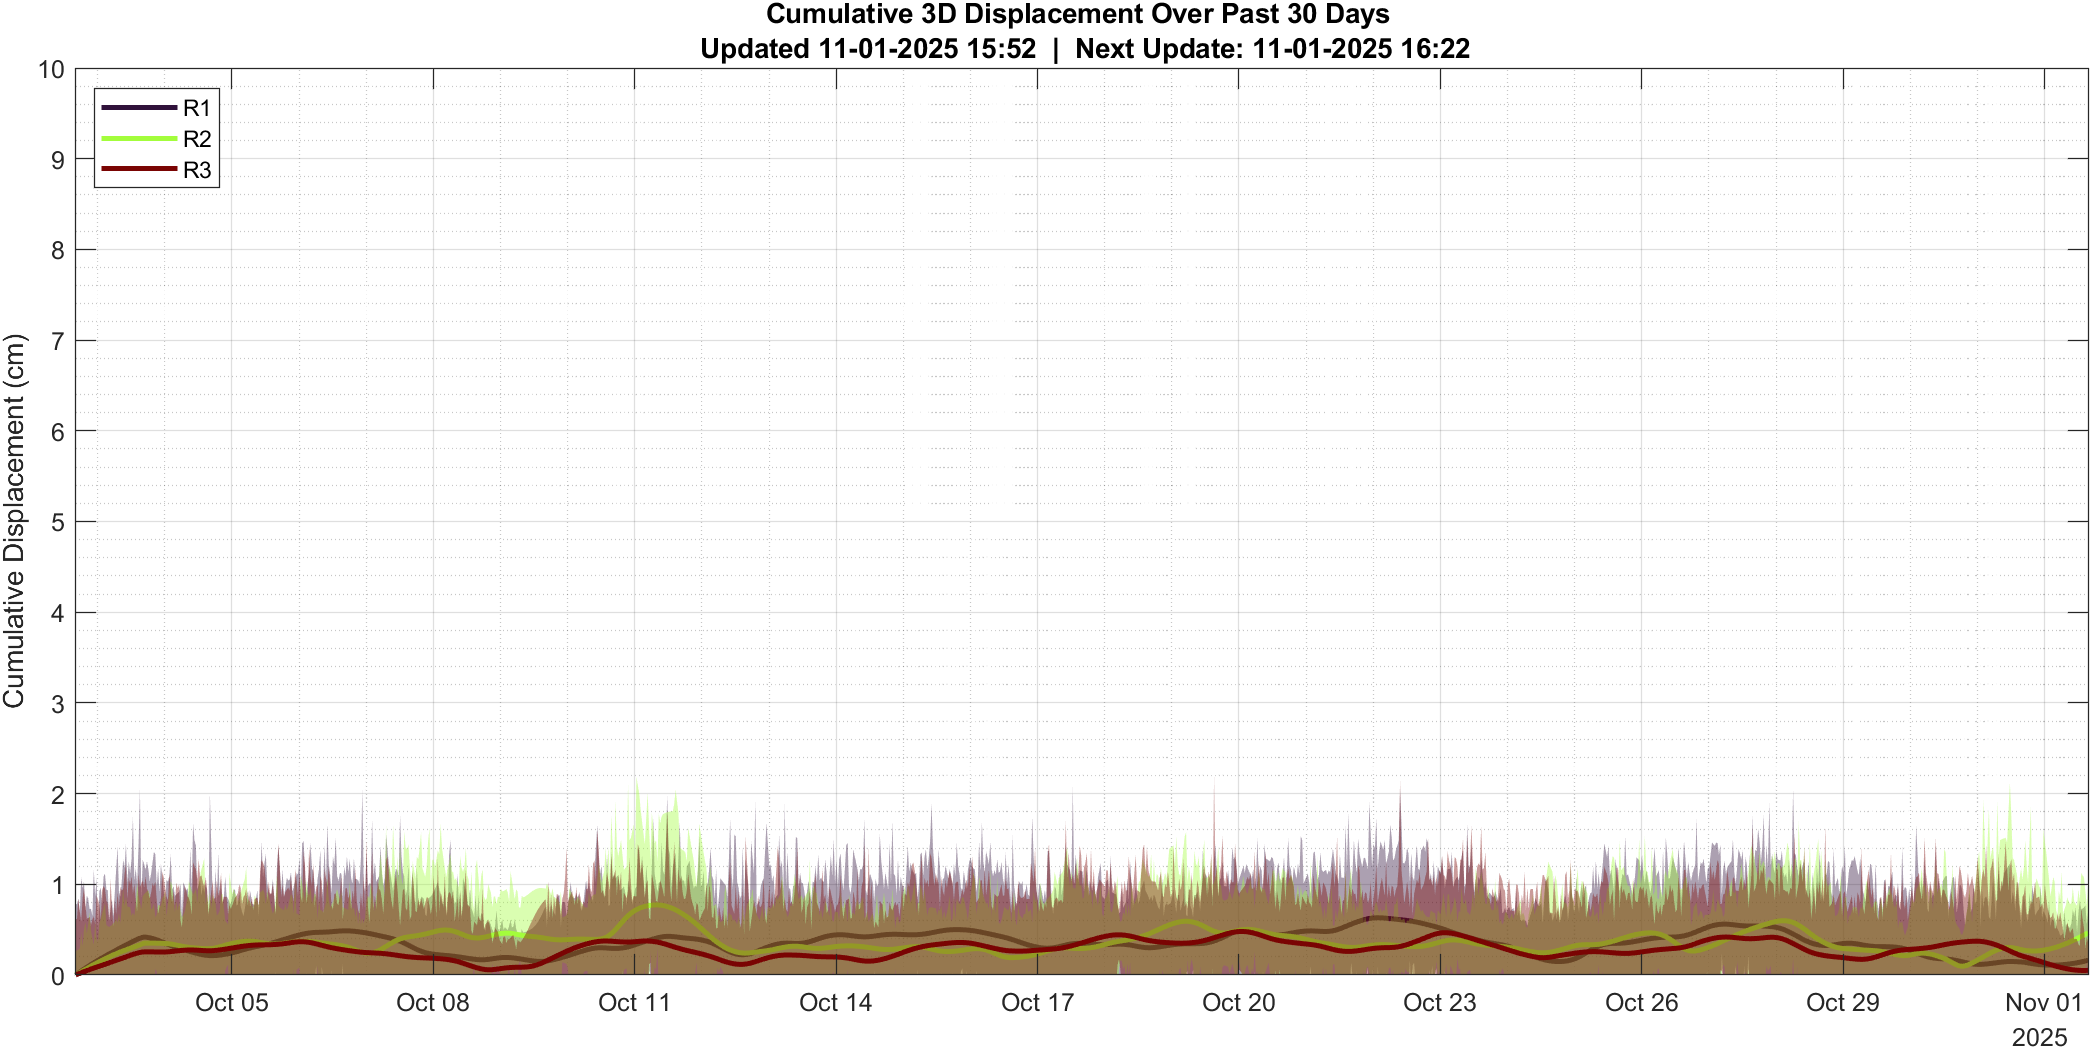 Cumulative 3D Displacement Over Past 30 Days
Updated 11-01-2025 15:52 | Next Update: 11-01-2025 16:22
Cumulative Displacement (cm)
10
9
8
7
6
5
4
3
2
1
0
R1
R2
R3
Oct 05 Oct 08 Oct 11 Oct 14 Oct 17 Oct 20 Oct 23 Oct 26 Oct 29 Nov 01
2025